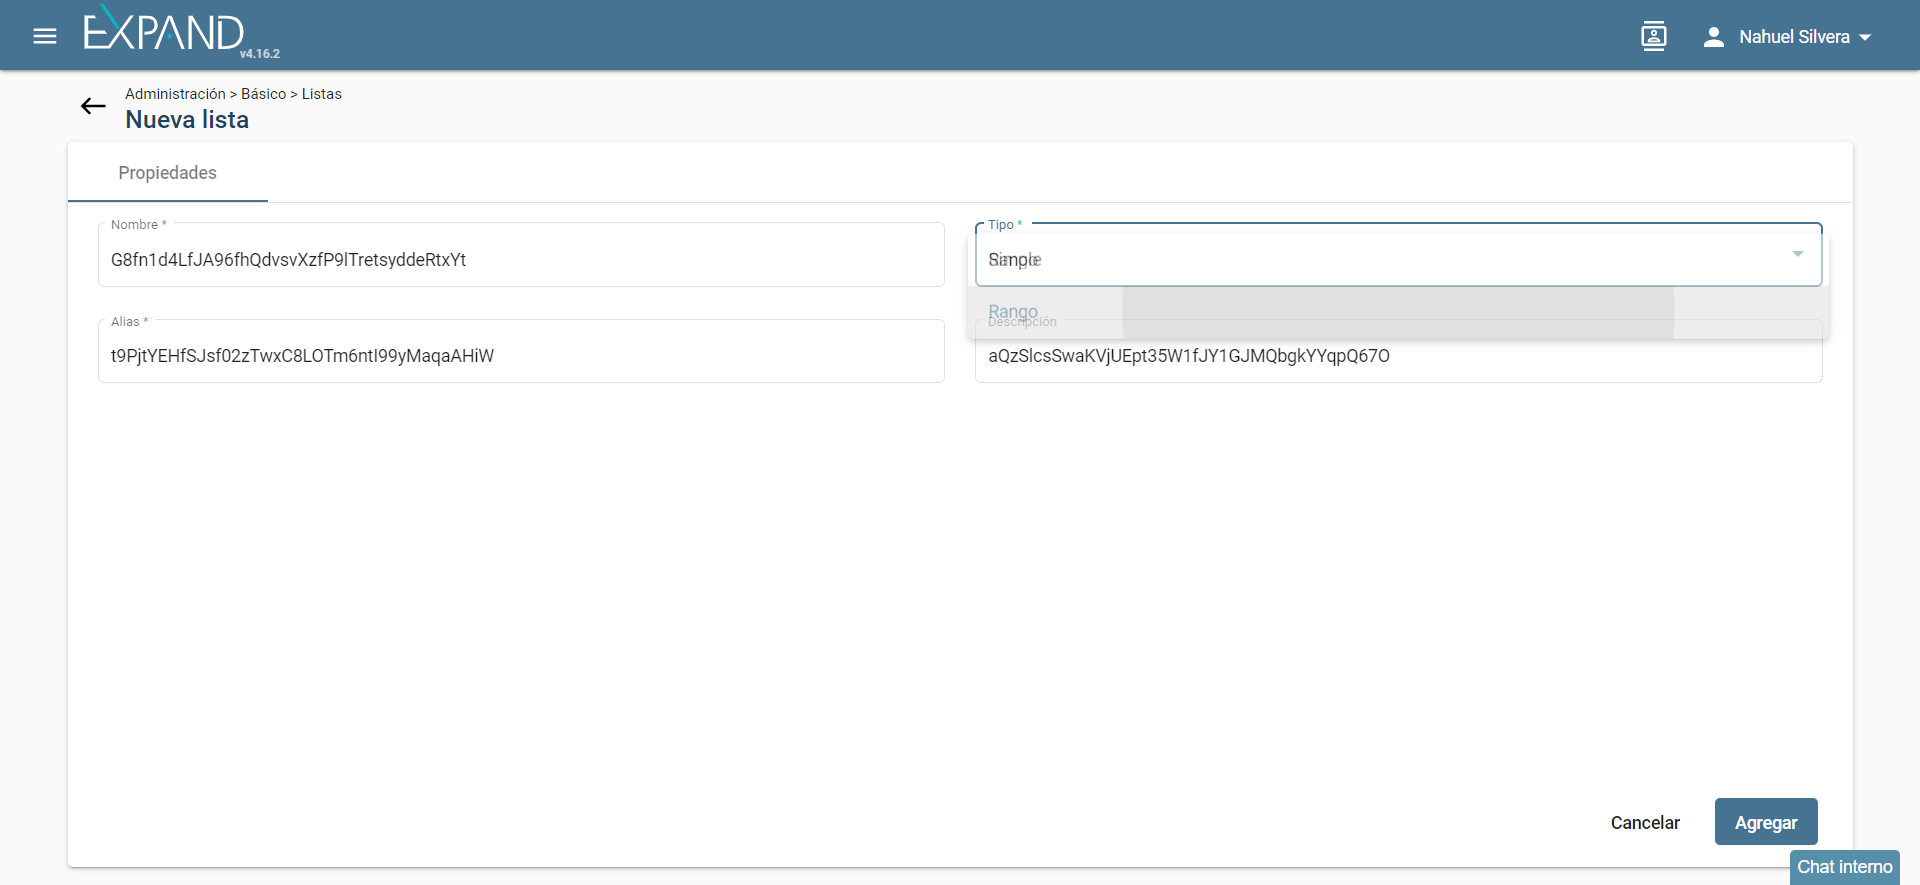 EXPAND
v4.16.2
Nahuel Silvera
Administración > Básico > Listas
Nueva lista
Propiedades
Nombre *
G8fn1d4LfJA96fhQdvsvXzfP9lTretsyddeRtxYt
Tipo *
Rango
Alias *
t9PjtYEHfSJsf02zTwxC8LOTm6ntI99yMaqaAHiW
Descripción
aQzSlcsSwaKVjUEpt35W1fJY1GJMQbgkYYqpQ67O
Cancelar
Agregar
Chat interno